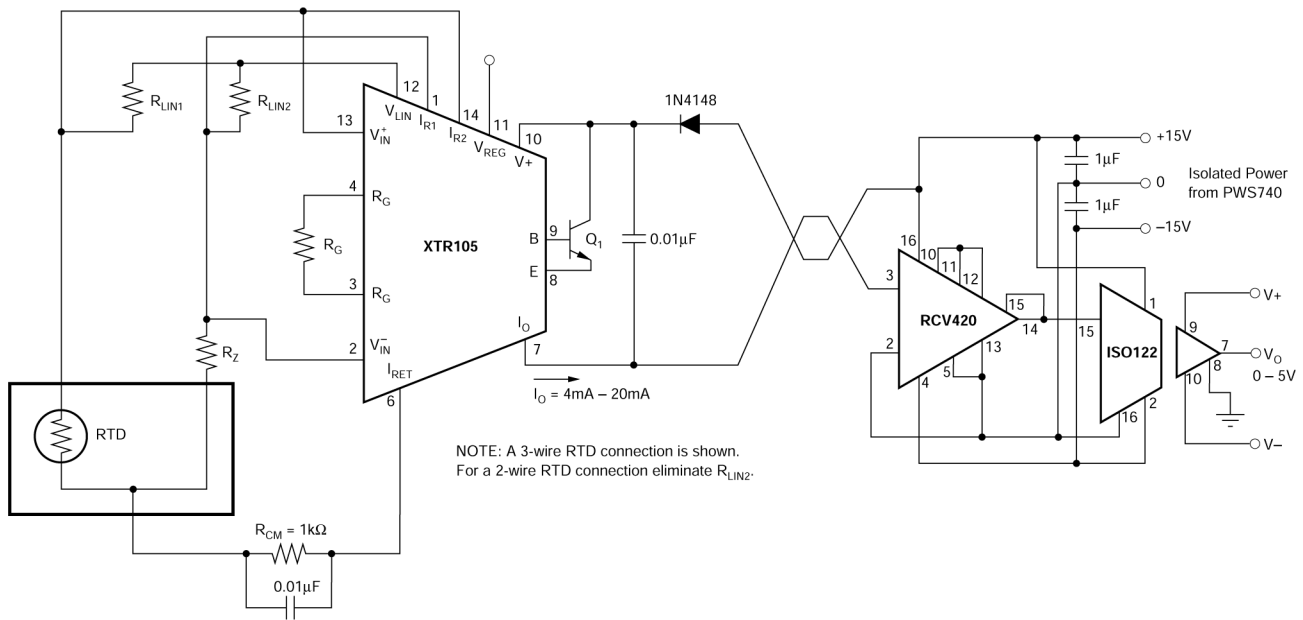 R_LIN1
R_LIN2
12
1
14
11
10
13
V_IN^+
V_LIN
I_R1
I_R2
V_REG
V+
4
R_G
R_G
3
R_G
XTR105
B
9
Q_1
E
8
I_O
7
2
V_IN^–
I_RET
6
R_Z
RTD
R_CM = 1kΩ
0.01µF
0.01µF
1N4148
I_O = 4mA – 20mA
NOTE: A 3-wire RTD connection is shown.
For a 2-wire RTD connection eliminate R_LIN2.
16
10
11
12
3
15
RCV420
14
2
13
5
4
+15V
1µF
0
1µF
–15V
Isolated Power
from PWS740
1
15
ISO122
16
2
9
V+
7
V_O
8
0 – 5V
10
V–